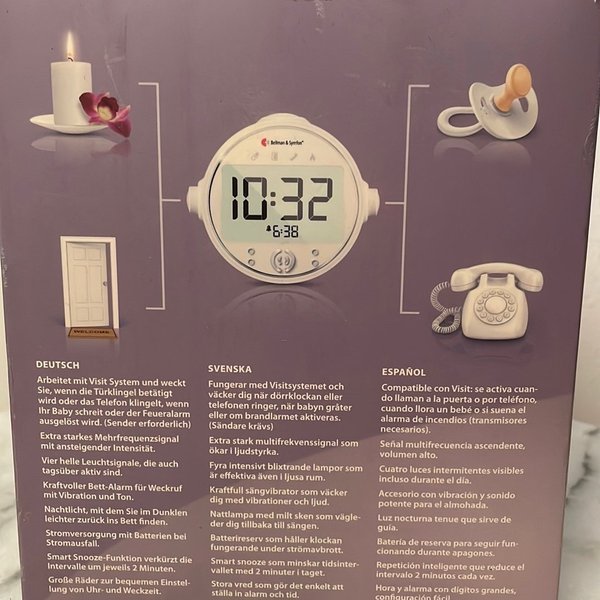 Bellman & Symfon
10:32
6:38
WELCOME
DEUTSCH
Arbeitet mit Visit System und weckt
Sie, wenn die Türklingel betätigt
wird oder das Telefon klingelt, wenn
Ihr Baby schreit oder der Feueralarm
ausgelöst wird. (Sender erforderlich)
Extra starkes Mehrfrequenzsignal
mit ansteigender Intensität.
Vier helle Leuchtsignale, die auch
tagsüber aktiv sind.
Kraftvoller Bett-Alarm für Weckruf
mit Vibration und Ton.
Nachtlicht, mit dem Sie im Dunklen
leichter zurück ins Bett finden.
Stromversorgung mit Batterien bei
Stromausfall.
Smart Snooze-Funktion verkürzt die
Intervalle um jeweils 2 Minuten.
Große Räder zur bequemen Einstel-
lung von Uhr- und Weckzeit.
SVENSKA
Fungerar med Visitsystemet och
väcker dig när dörrklockan eller
telefonen ringer, när babyn gråter
eller om brandlarmet aktiveras.
(Sändare krävs)
Extra stark multifrekvenssignal som
ökar i ljudstyrka.
Fyra intensivt blixtrande lampor som
är effektiva även i ljusa rum.
Kraftfull sängvibrator som väcker
dig med vibrationer och ljud.
Nattlampa med milt sken som vägle-
der dig tillbaka till sängen.
Batterireserv som håller klockan
fungerande under strömavbrott.
Smart snooze som minskar tidsinter-
vallet med 2 minuter i taget.
Stora vred som gör det enkelt att
ställa in alarm och tid.
ESPAÑOL
Compatible con Visit: se activa cuan-
do llaman a la puerta o por teléfono,
cuando llora un bebé o si suena el
alarma de incendios (transmisores
necesarios).
Señal multifrecuencia ascendente,
volumen alto.
Cuatro luces intermitentes visibles
incluso durante el día.
Accesorio con vibración y sonido
potente para el almohada.
Luz nocturna tenue que sirve de
guía.
Batería de reserva para seguir fun-
cionando durante apagones.
Repetición inteligente que reduce el
intervalo 2 minutos cada vez.
Hora y alarma con dígitos grandes,
configuración fácil.